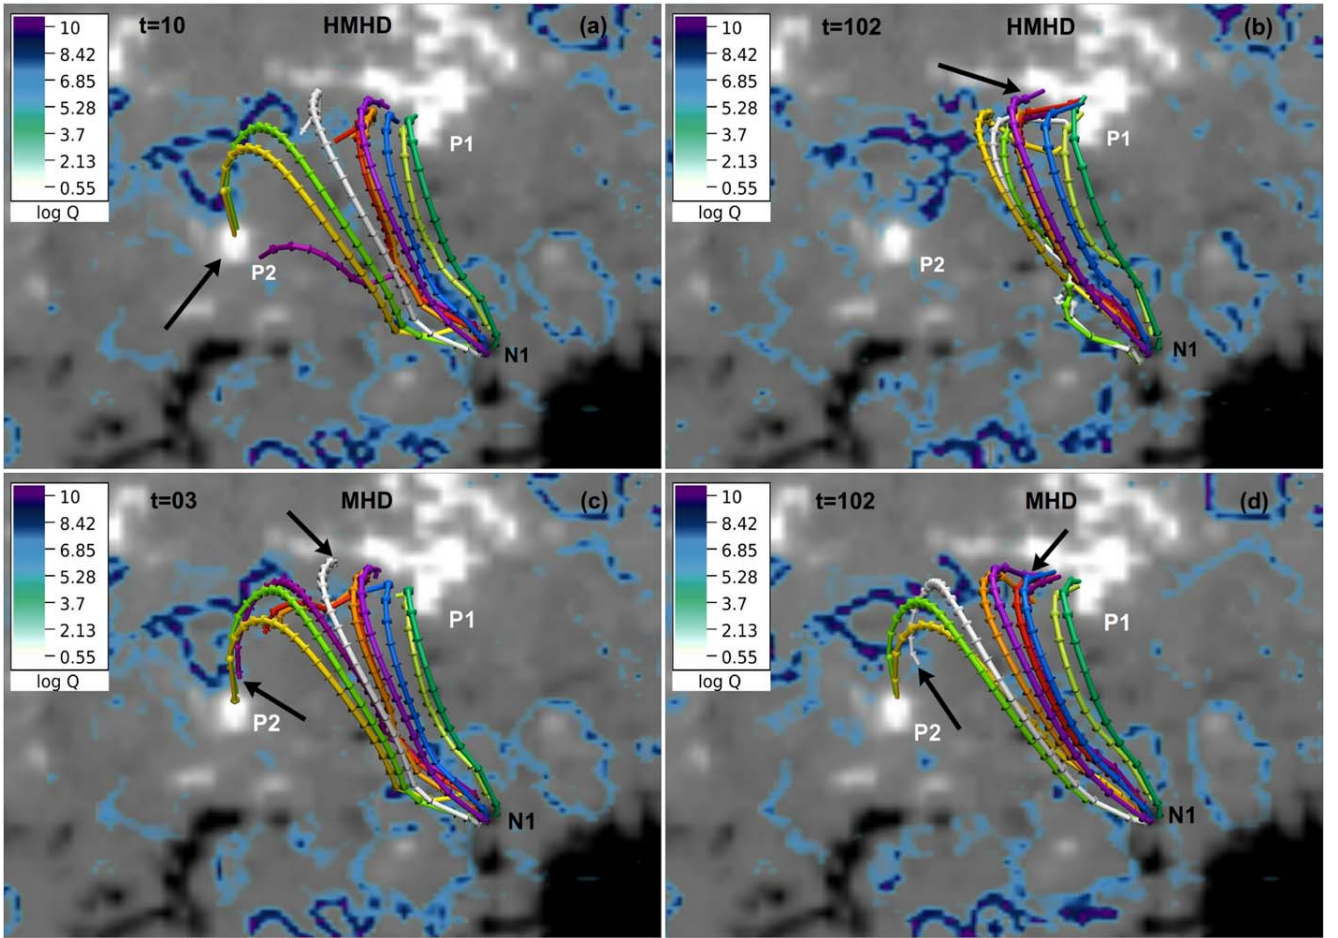 t=10 HMHD (a)
10
8.42
6.85
5.28
3.7
2.13
0.55
log Q
P1
P2
N1
t=102 HMHD (b)
10
8.42
6.85
5.28
3.7
2.13
0.55
log Q
P1
P2
N1
t=03 MHD (c)
10
8.42
6.85
5.28
3.7
2.13
0.55
log Q
P1
P2
N1
t=102 MHD (d)
10
8.42
6.85
5.28
3.7
2.13
0.55
log Q
P1
P2
N1